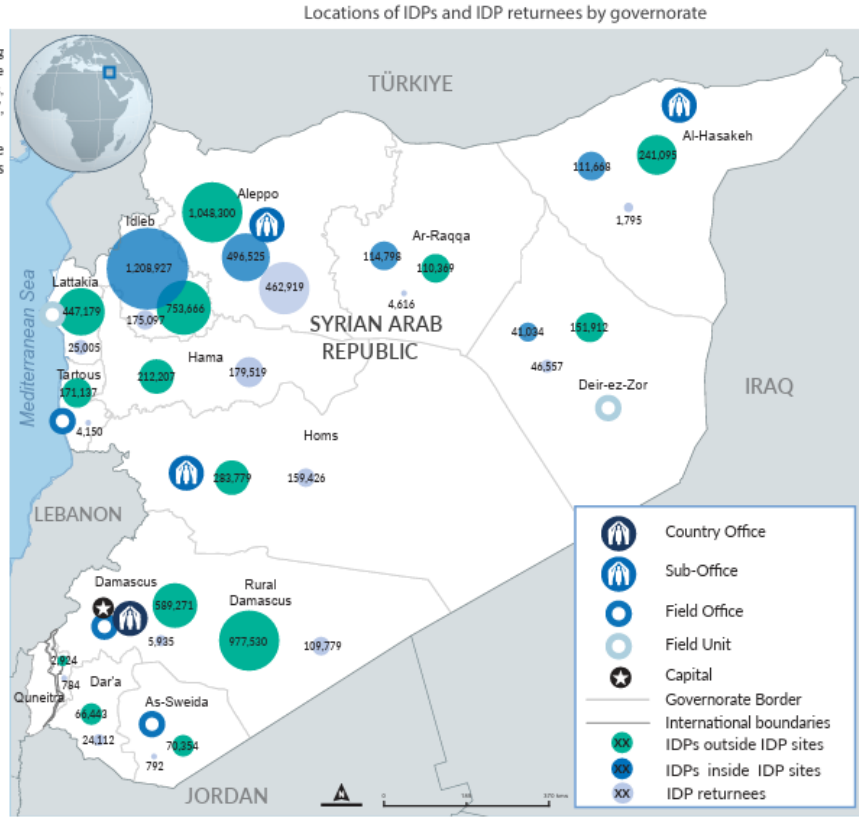 Locations of IDPs and IDP returnees by governorate
TÜRKIYE
Al-Hasakeh
241,095
111,668
1,795
Aleppo
1,048,300
496,525
462,919
Idleb
1,208,927
753,666
175,097
Ar-Raqqa
114,798
110,369
4,616
Lattakia
447,179
25,005
Mediterranean Sea
SYRIAN ARAB
REPUBLIC
41,034
151,912
46,557
Deir-ez-Zor
IRAQ
Hama
212,207
179,519
Tartous
171,137
4,150
Homs
283,779
159,426
LEBANON
Damascus
589,271
5,935
Rural
Damascus
977,530
109,779
2,924
784
Quneitra
Dar'a
66,443
24,112
As-Sweida
70,354
792
JORDAN
N
0
370 kms
Country Office
Sub-Office
Field Office
Field Unit
Capital
Governorate Border
International boundaries
XX IDPs outside IDP sites
XX IDPs inside IDP sites
XX IDP returnees